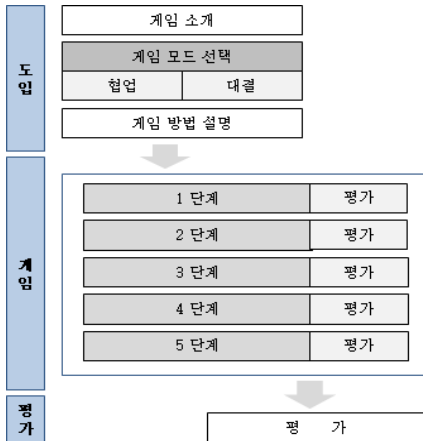 도입
게임 소개
게임 모드 선택
협업 대결
게임 방법 설명
게임
1 단계 평가
2 단계 평가
3 단계 평가
4 단계 평가
5 단계 평가
평가
평 가